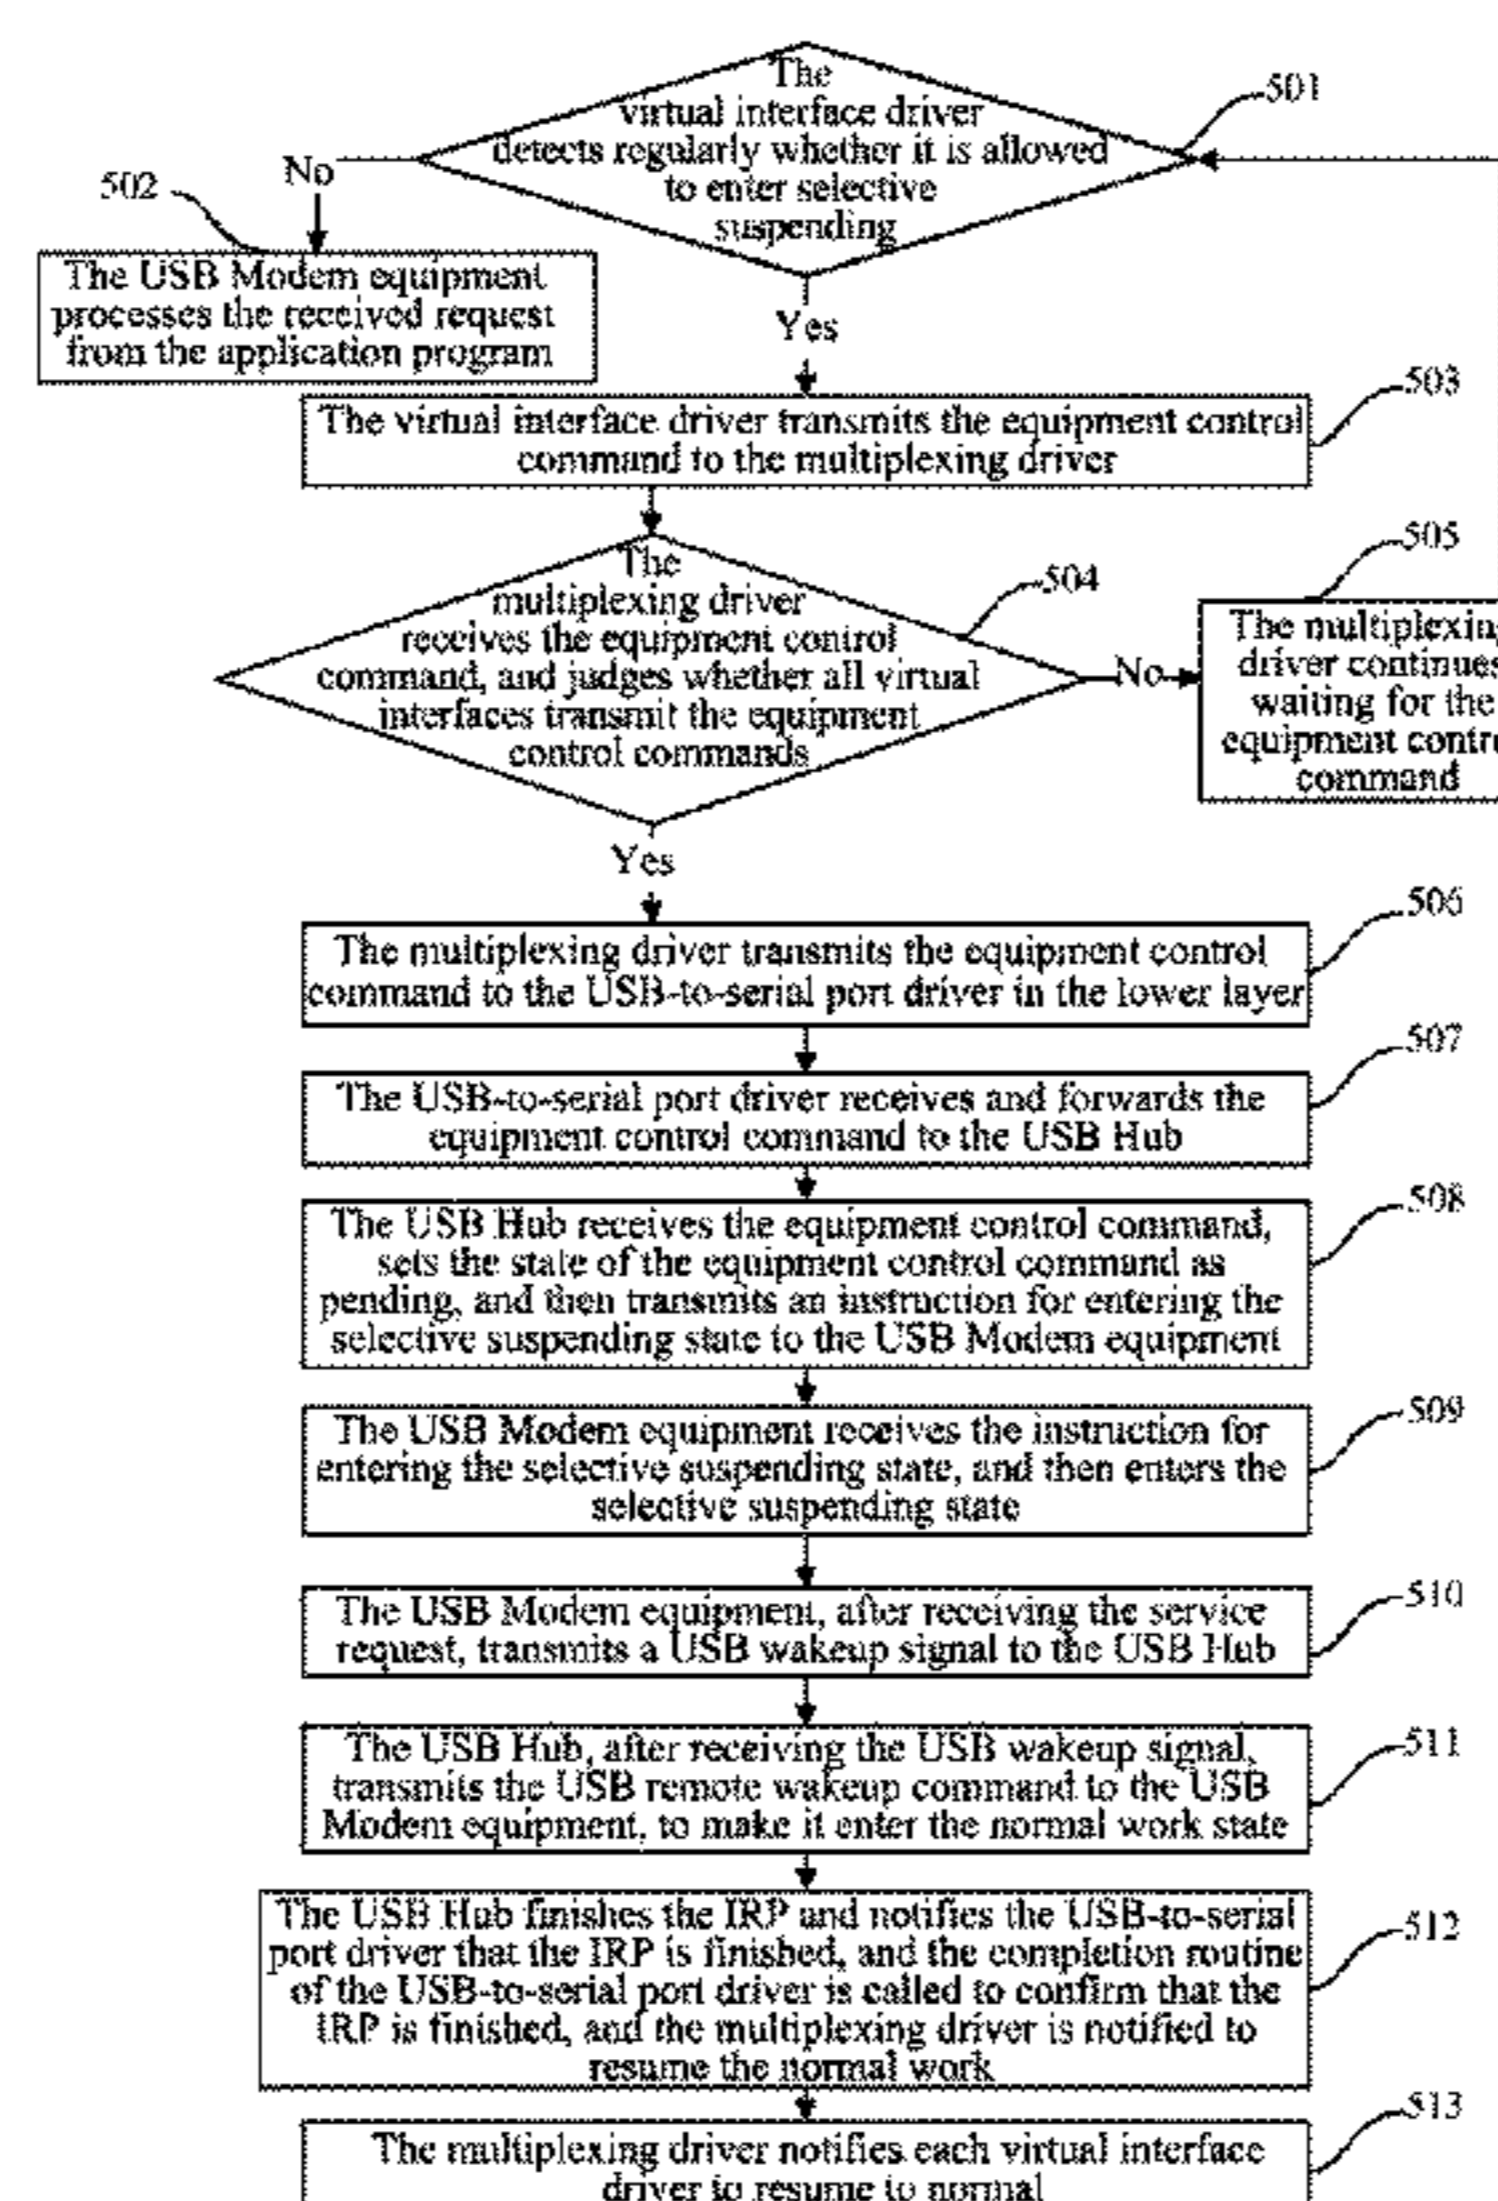 The
virtual interface driver
detects regularly whether it is allowed
to enter selective
suspending
501
No
502
The USB Modem equipment
processes the received request
from the application program
Yes
503
The virtual interface driver transmits the equipment control
command to the multiplexing driver
The
multiplexing driver
receives the equipment control
command, and judges whether all virtual
interfaces transmit the equipment
control commands
504
No
505
The multiplexing
driver continues
waiting for the
equipment contro
command
Yes
506
The multiplexing driver transmits the equipment control
command to the USB-to-serial port driver in the lower layer
507
The USB-to-serial port driver receives and forwards the
equipment control command to the USB Hub
508
The USB Hub receives the equipment control command,
sets the state of the equipment control command as
pending, and then transmits an instruction for entering the
selective suspending state to the USB Modem equipment
509
The USB Modem equipment receives the instruction for
entering the selective suspending state, and then enters the
selective suspending state
510
The USB Modem equipment, after receiving the service
request, transmits a USB wakeup signal to the USB Hub
511
The USB Hub, after receiving the USB wakeup signal,
transmits the USB remote wakeup command to the USB
Modem equipment, to make it enter the normal work state
512
The USB Hub finishes the IRP and notifies the USB-to-serial
port driver that the IRP is finished, and the completion routine
of the USB-to-serial port driver is called to confirm that the
IRP is finished, and the multiplexing driver is notified to
resume the normal work
513
The multiplexing driver notifies each virtual interface
driver to resume to normal